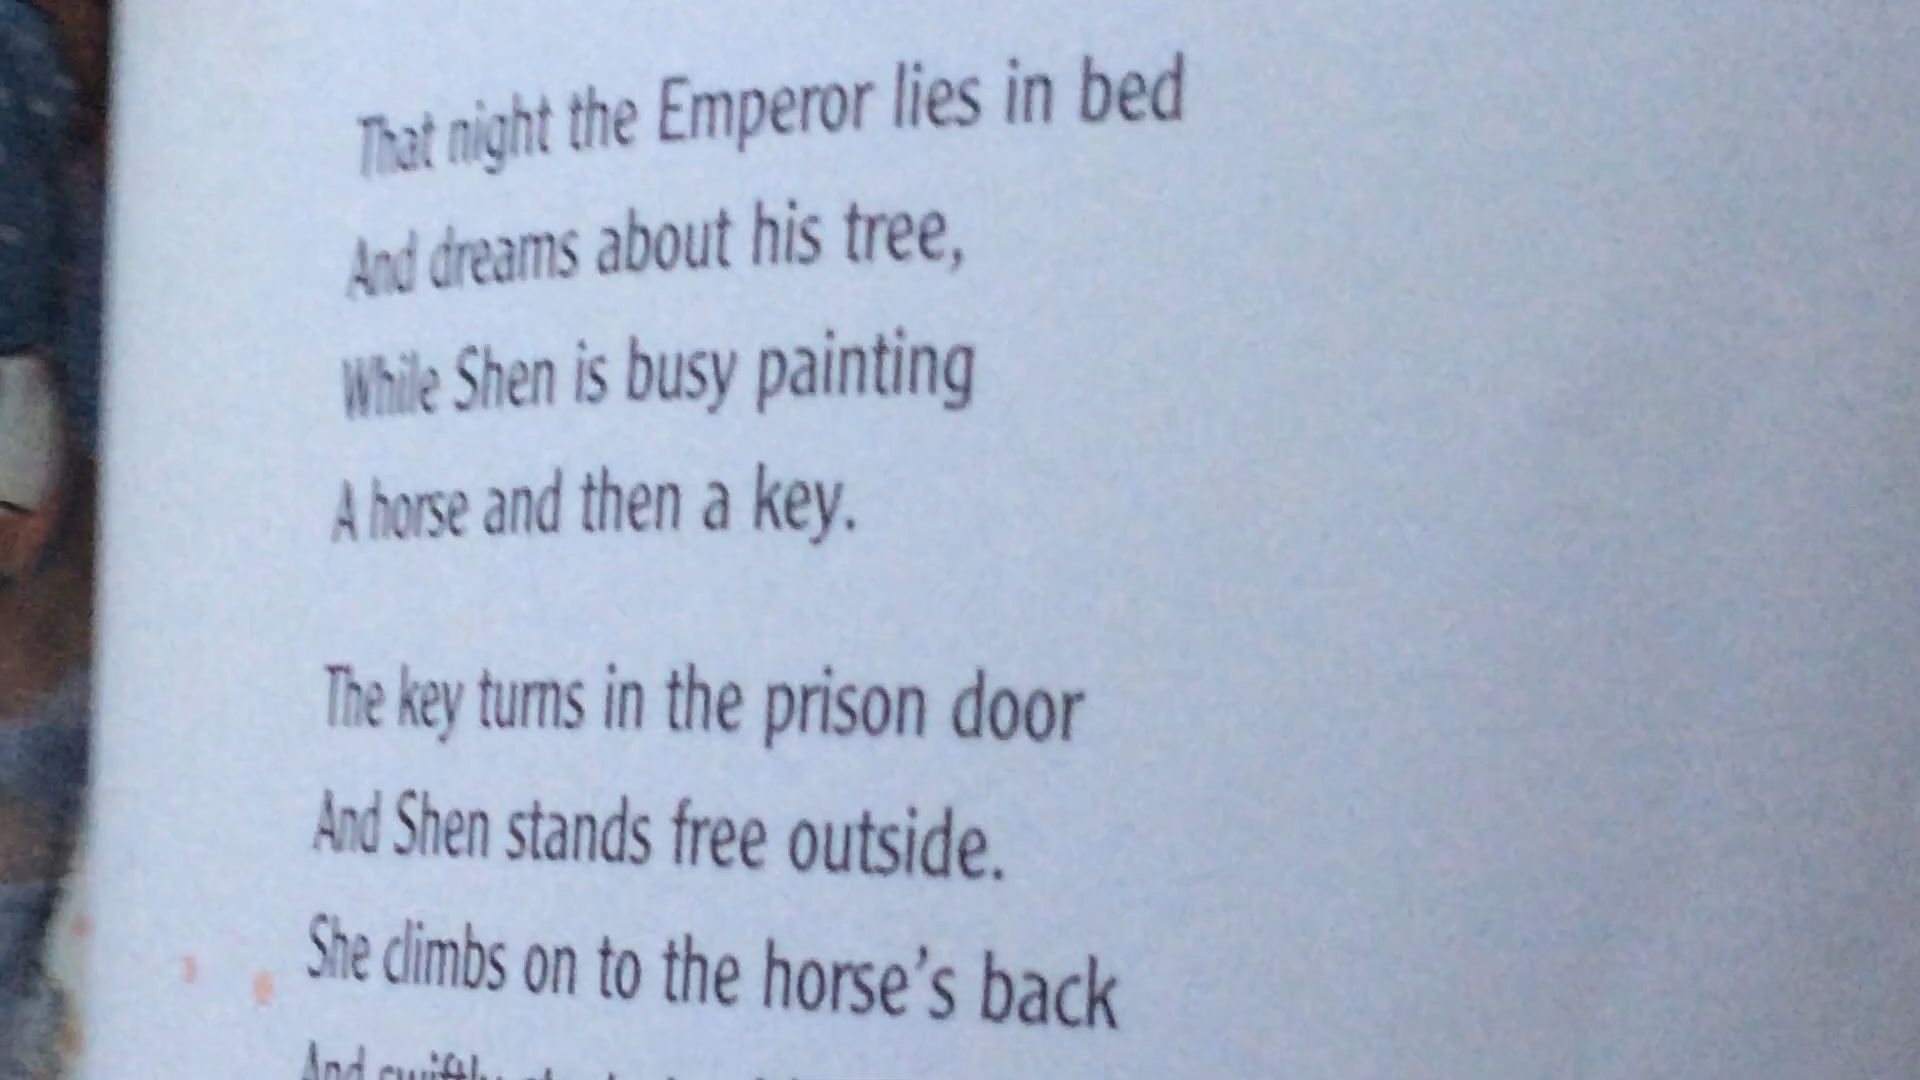 That night the Emperor lies in bed
And dreams about his tree,
While Shen is busy painting
A horse and then a key.
The key turns in the prison door
And Shen stands free outside.
She climbs on to the horse's back
And swiftly